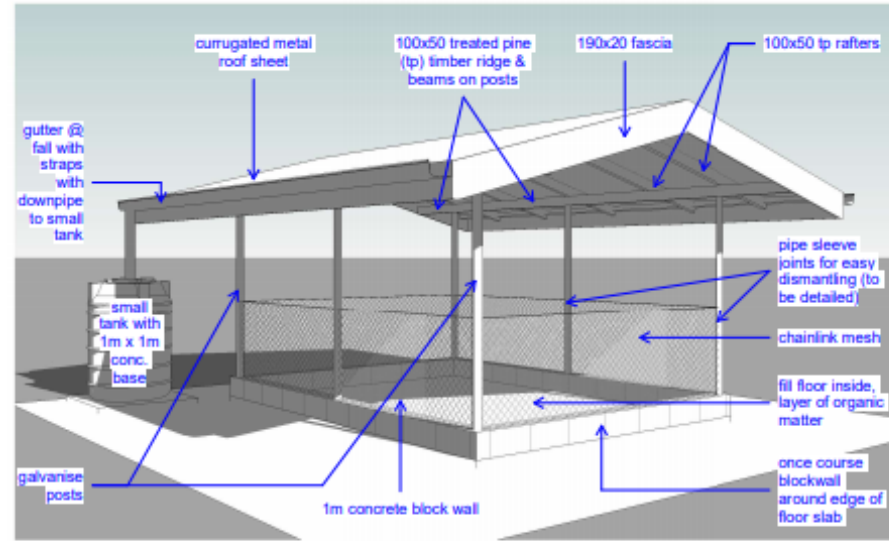 currugated metal
roof sheet
100x50 treated pine
(tp) timber ridge &
beams on posts
190x20 fascia
100x50 tp rafters
gutter @
fall with
straps
with
downpipe
to small
tank
small
tank with
1m x 1m
conc.
base
pipe sleeve
joints for easy
dismantling (to
be detailed)
chainlink mesh
fill floor inside,
layer of organic
matter
once course
blockwall
around edge of
floor slab
galvanise
posts
1m concrete block wall